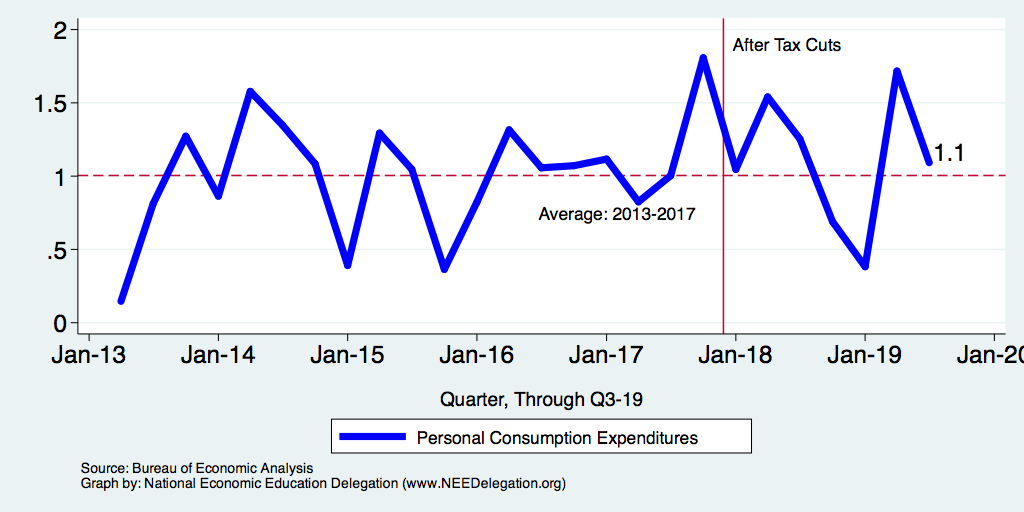 2
After Tax Cuts
1.5
1.1
1
Average: 2013-2017
.5
0
Jan-13 Jan-14 Jan-15 Jan-16 Jan-17 Jan-18 Jan-19 Jan-20
Quarter, Through Q3-19
Personal Consumption Expenditures
Source: Bureau of Economic Analysis
Graph by: National Economic Education Delegation (www.NEEDelegation.org)